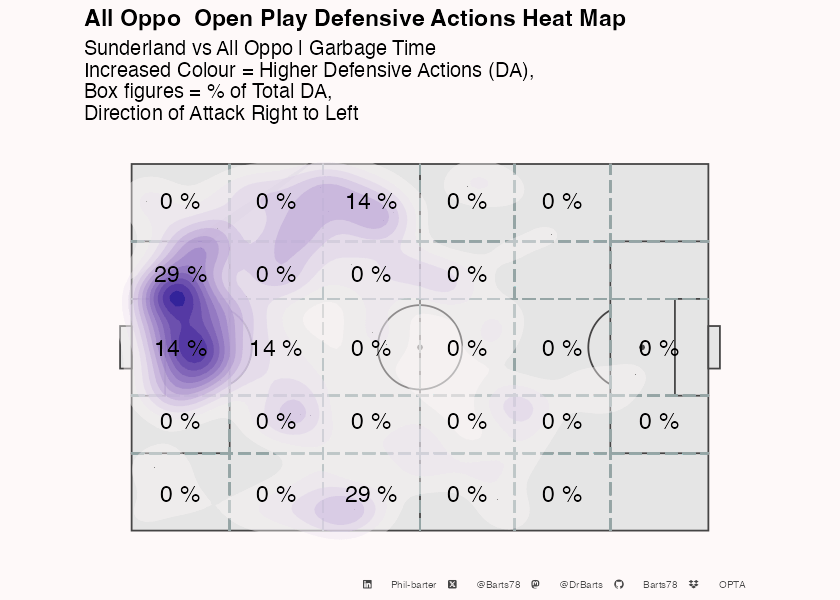 All Oppo  Open Play Defensive Actions Heat Map
Sunderland vs All Oppo I Garbage Time
Increased Colour = Higher Defensive Actions (DA),
Box figures = % of Total DA,
Direction of Attack Right to Left
0 % 0 % 14 % 0 % 0 %
29 % 0 % 0 % 0 %
14 % 14 % 0 % 0 % 0 % 0 %
0 % 0 % 0 % 0 % 0 % 0 %
0 % 0 % 29 % 0 % 0 %
Phil-barter @Barts78 @DrBarts Barts78 OPTA